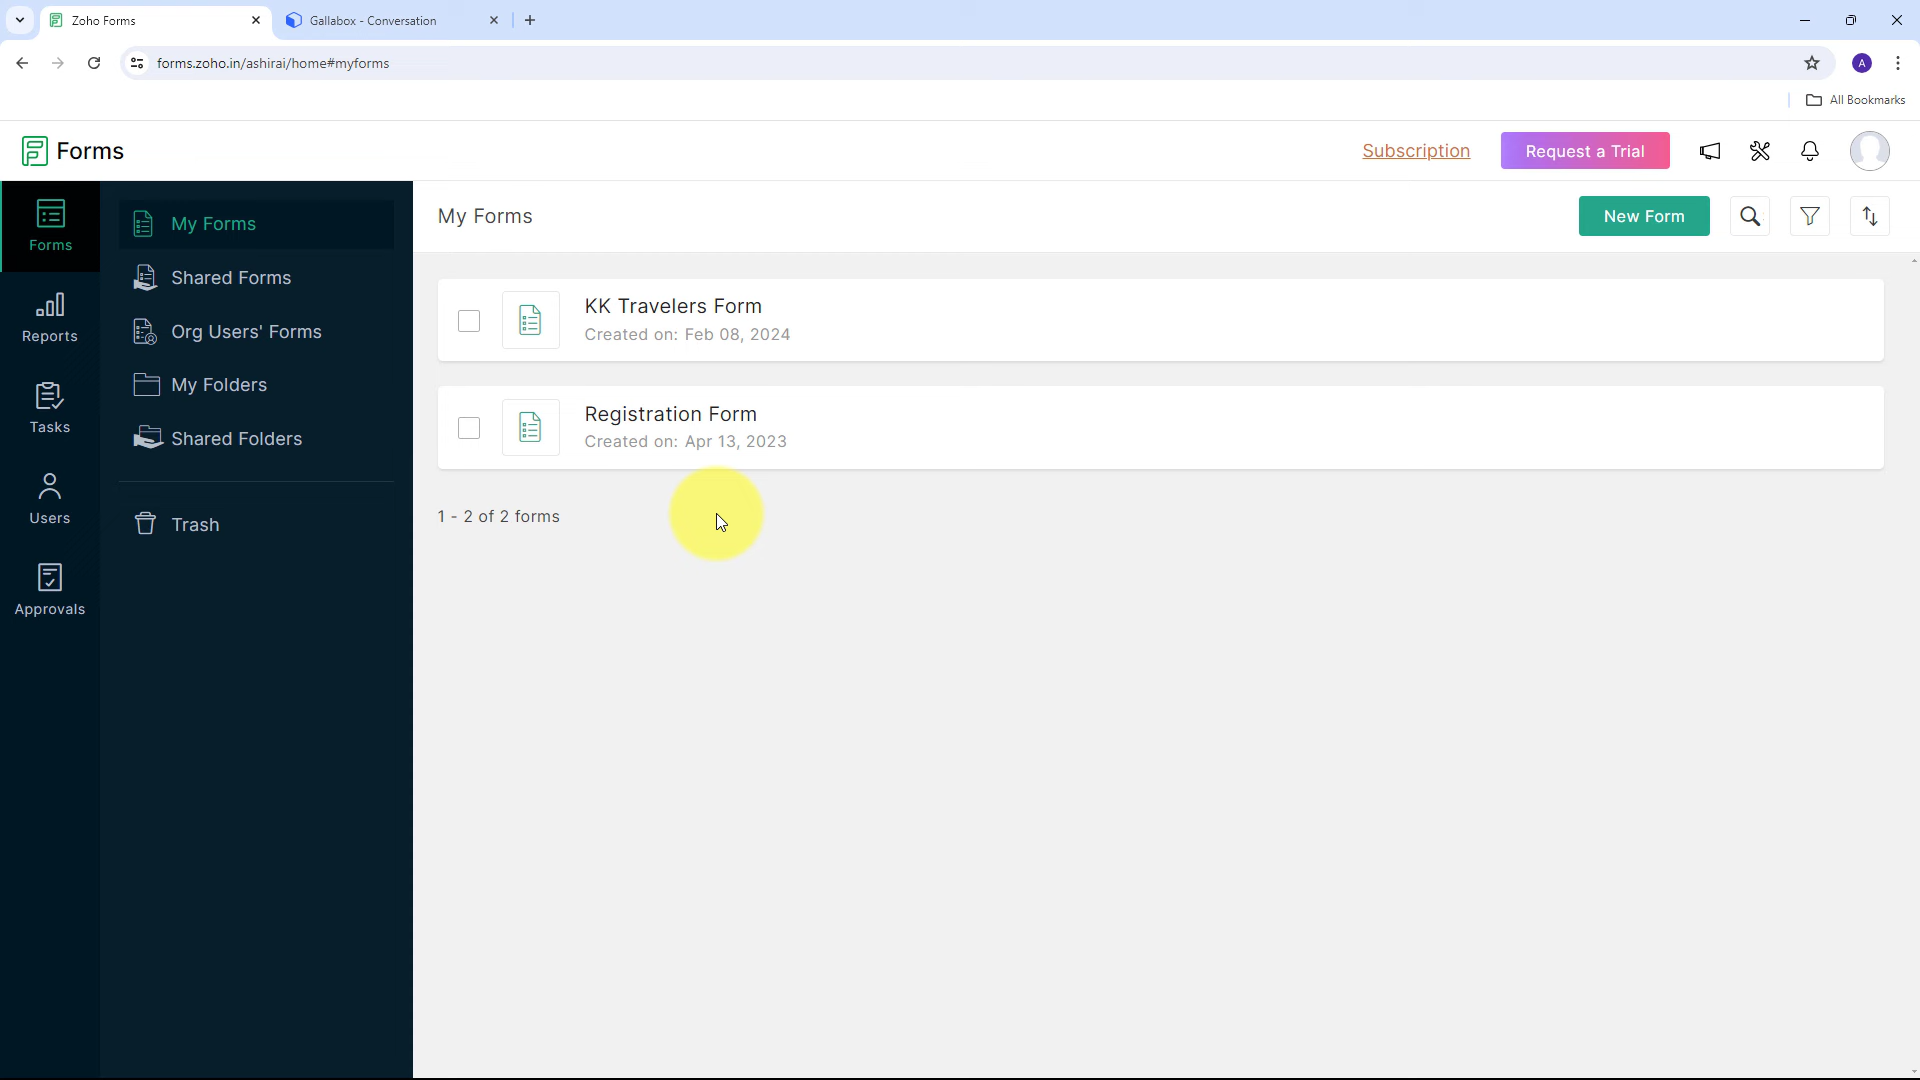 Zoho Forms
Gallabox - Conversation
forms.zoho.in/ashirai/home#myforms
A
All Bookmarks
Forms
Subscription
Request a Trial
Forms
Reports
Tasks
Users
Approvals
My Forms
Shared Forms
Org Users' Forms
My Folders
Shared Folders
Trash
My Forms
New Form
KK Travelers Form
Created on: Feb 08, 2024
Registration Form
Created on: Apr 13, 2023
1 - 2 of 2 forms